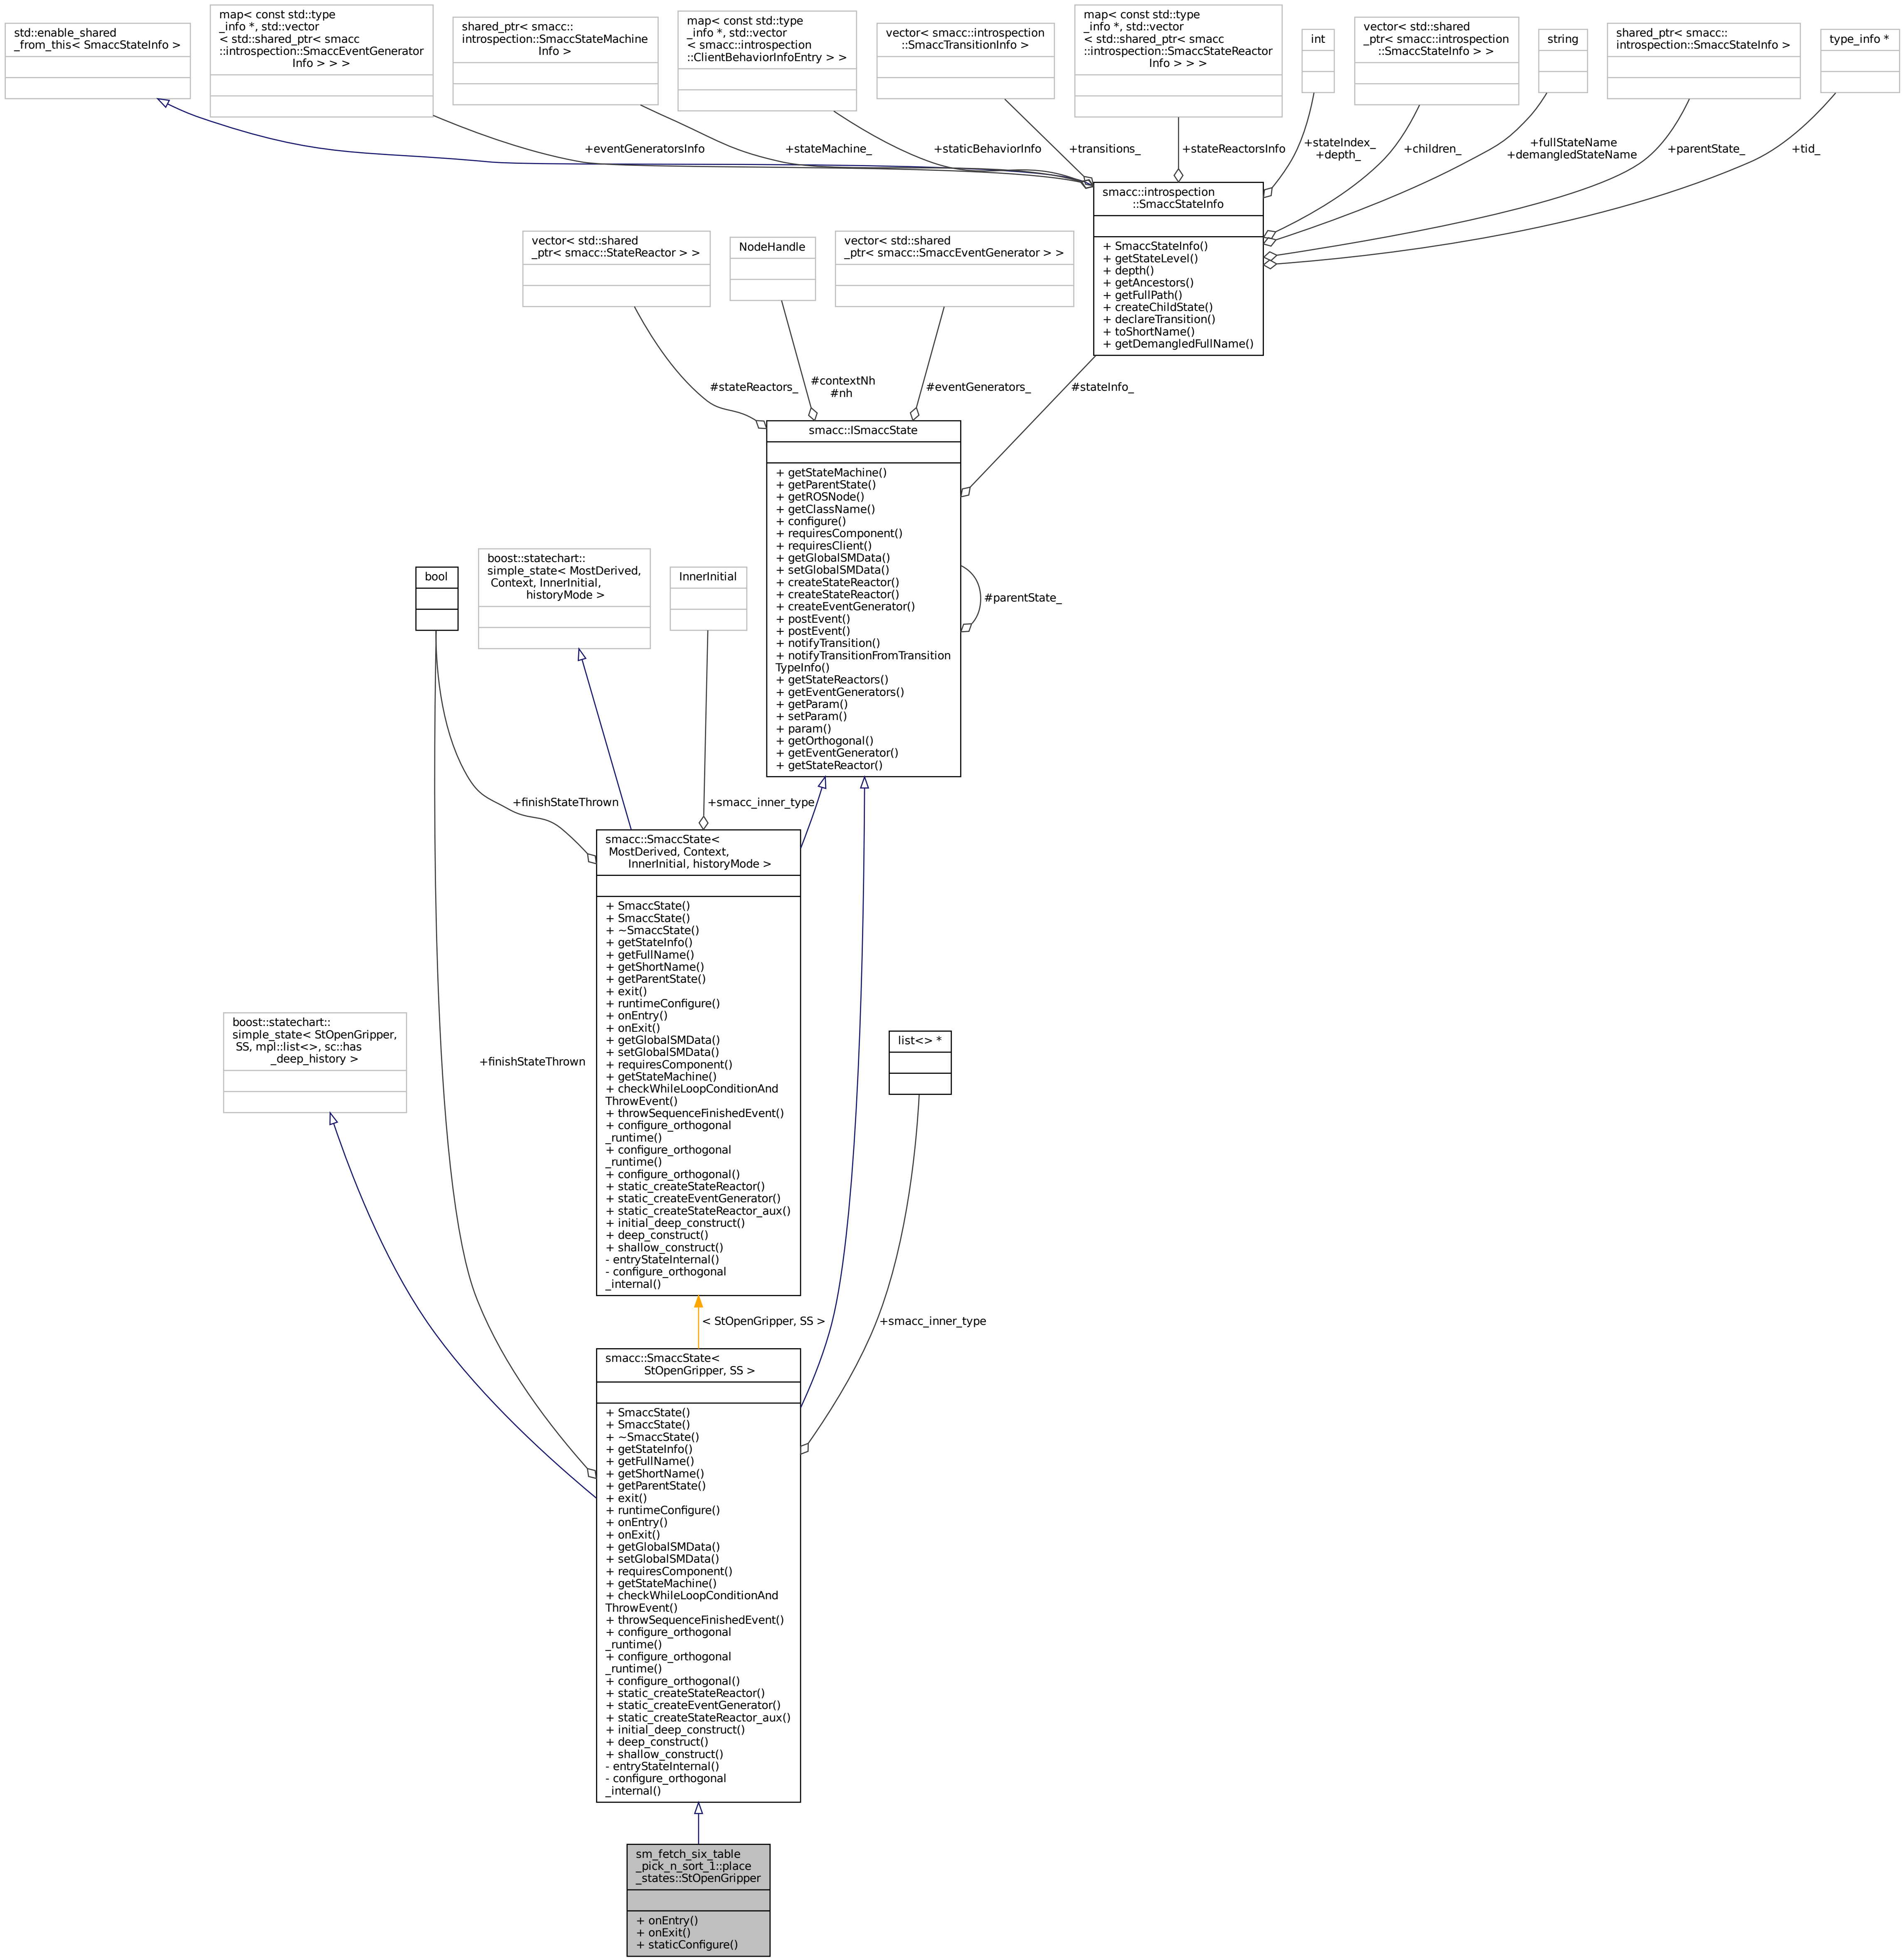 std::enable_shared
_from_this< SmaccStateInfo >
map< const std::type
_info *, std::vector
< std::shared_ptr< smacc
::introspection::SmaccEventGenerator
Info > > >
shared_ptr< smacc::
introspection::SmaccStateMachine
Info >
map< const std::type
_info *, std::vector
< smacc::introspection
::ClientBehaviorInfoEntry > >
vector< smacc::introspection
::SmaccTransitionInfo >
map< const std::type
_info *, std::vector
< std::shared_ptr< smacc
::introspection::SmaccStateReactor
Info > > >
int
vector< std::shared
_ptr< smacc::introspection
::SmaccStateInfo > >
string
shared_ptr< smacc::
introspection::SmaccStateInfo >
type_info *
+eventGeneratorsInfo
+stateMachine_
+staticBehaviorInfo
+transitions_
+stateReactorsInfo
+stateIndex_
+depth_
+children_
+fullStateName
+demangledStateName
+parentState_
+tid_
smacc::introspection
::SmaccStateInfo
+ SmaccStateInfo()
+ getStateLevel()
+ depth()
+ getAncestors()
+ getFullPath()
+ createChildState()
+ declareTransition()
+ toShortName()
+ getDemangledFullName()
vector< std::shared
_ptr< smacc::StateReactor > >
NodeHandle
vector< std::shared
_ptr< smacc::SmaccEventGenerator > >
#stateReactors_
#contextNh
#nh
#eventGenerators_
#stateInfo_
smacc::ISmaccState
+ getStateMachine()
+ getParentState()
+ getROSNode()
+ getClassName()
+ configure()
+ requiresComponent()
+ requiresClient()
+ getGlobalSMData()
+ setGlobalSMData()
+ createStateReactor()
+ createStateReactor()
+ createEventGenerator()
+ postEvent()
+ postEvent()
+ notifyTransition()
+ notifyTransitionFromTransition
TypeInfo()
+ getStateReactors()
+ getEventGenerators()
+ getParam()
+ setParam()
+ param()
+ getOrthogonal()
+ getEventGenerator()
+ getStateReactor()
#parentState_
bool
boost::statechart::
simple_state< MostDerived,
Context, InnerInitial,
historyMode >
InnerInitial
+finishStateThrown
+smacc_inner_type
smacc::SmaccState<
MostDerived, Context,
InnerInitial, historyMode >
+ SmaccState()
+ SmaccState()
+ ~SmaccState()
+ getStateInfo()
+ getFullName()
+ getShortName()
+ getParentState()
+ exit()
+ runtimeConfigure()
+ onEntry()
+ onExit()
+ getGlobalSMData()
+ setGlobalSMData()
+ requiresComponent()
+ getStateMachine()
+ checkWhileLoopConditionAnd
ThrowEvent()
+ throwSequenceFinishedEvent()
+ configure_orthogonal
_runtime()
+ configure_orthogonal
_runtime()
+ configure_orthogonal()
+ static_createStateReactor()
+ static_createEventGenerator()
+ static_createStateReactor_aux()
+ initial_deep_construct()
+ deep_construct()
+ shallow_construct()
- entryStateInternal()
- configure_orthogonal
_internal()
boost::statechart::
simple_state< StOpenGripper,
SS, mpl::list<>, sc::has
_deep_history >
+finishStateThrown
list<> *
< StOpenGripper, SS >
+smacc_inner_type
smacc::SmaccState<
StOpenGripper, SS >
+ SmaccState()
+ SmaccState()
+ ~SmaccState()
+ getStateInfo()
+ getFullName()
+ getShortName()
+ getParentState()
+ exit()
+ runtimeConfigure()
+ onEntry()
+ onExit()
+ getGlobalSMData()
+ setGlobalSMData()
+ requiresComponent()
+ getStateMachine()
+ checkWhileLoopConditionAnd
ThrowEvent()
+ throwSequenceFinishedEvent()
+ configure_orthogonal
_runtime()
+ configure_orthogonal
_runtime()
+ configure_orthogonal()
+ static_createStateReactor()
+ static_createEventGenerator()
+ static_createStateReactor_aux()
+ initial_deep_construct()
+ deep_construct()
+ shallow_construct()
- entryStateInternal()
- configure_orthogonal
_internal()
sm_fetch_six_table
_pick_n_sort_1::place
_states::StOpenGripper
+ onEntry()
+ onExit()
+ staticConfigure()